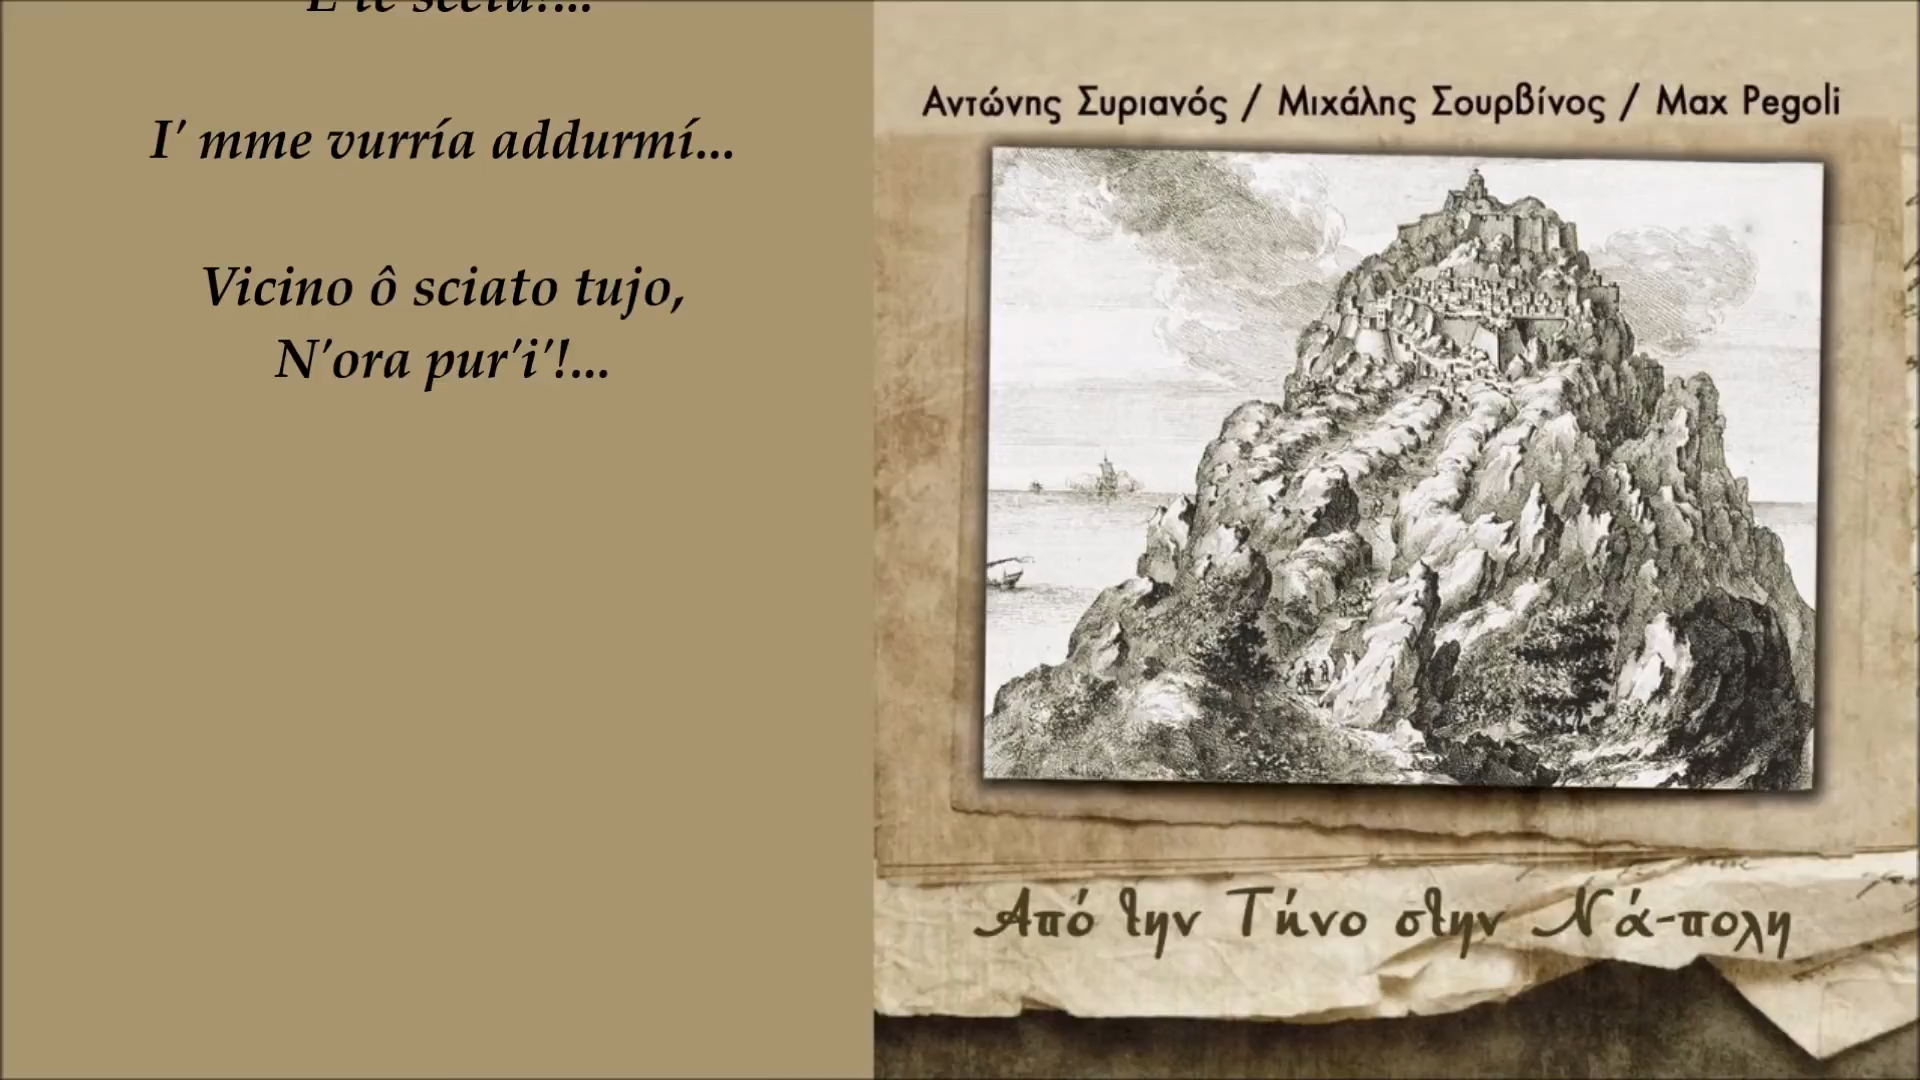 I' mme vurría addurmí...
Vicino ô sciato tujo,
N'ora pur'i'!...
Αντώνης Συριανός / Μιχάλης Σουρβίνος / Max Pegoli
Από την Τήνο στην Νά-πολη